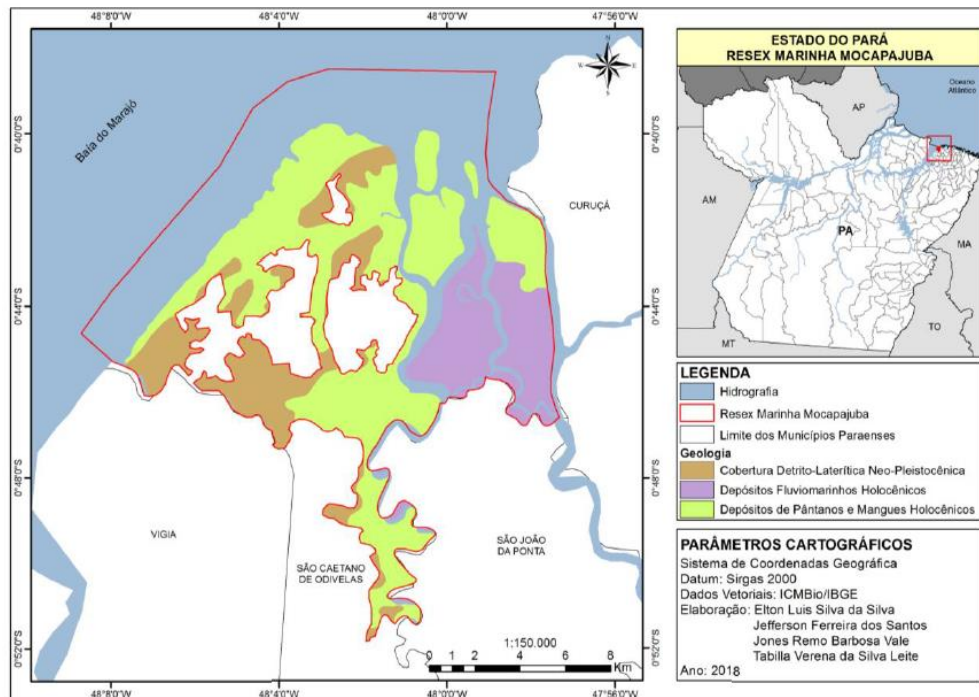 48°8'0"W 48°4'0"W 48°0'0"W 47°56'0"W
N
W E
S
Baía do Marajó
0°40'0"S
0°40'0"S
CURUÇÁ
0°44'0"S
0°44'0"S
0°48'0"S
0°48'0"S
VIGIA
SÃO CAETANO
DE ODIVELAS
SÃO JOÃO
DA PONTA
0°52'0"S
0°52'0"S
1:150.000
0 1 2 4 6 8
Km
48°8'0"W 48°4'0"W 48°0'0"W 47°56'0"W
ESTADO DO PARÁ
RESEX MARINHA MOCAPAJUBA
Oceano
Atlântico
AP
AM
PA
MA
TO
MT
LEGENDA
Hidrografia
Resex Marinha Mocapajuba
Limite dos Municípios Paraenses
Geologia
Cobertura Detrito-Laterítica Neo-Pleistocênica
Depósitos Fluviomarinhos Holocênicos
Depósitos de Pântanos e Mangues Holocênicos
PARÂMETROS CARTOGRÁFICOS
Sistema de Coordenadas Geográfica
Datum: Sirgas 2000
Dados Vetoriais: ICMBio/IBGE
Elaboração: Elton Luis Silva da Silva
Jefferson Ferreira dos Santos
Jones Remo Barbosa Vale
Tabilla Verena da Silva Leite
Ano: 2018